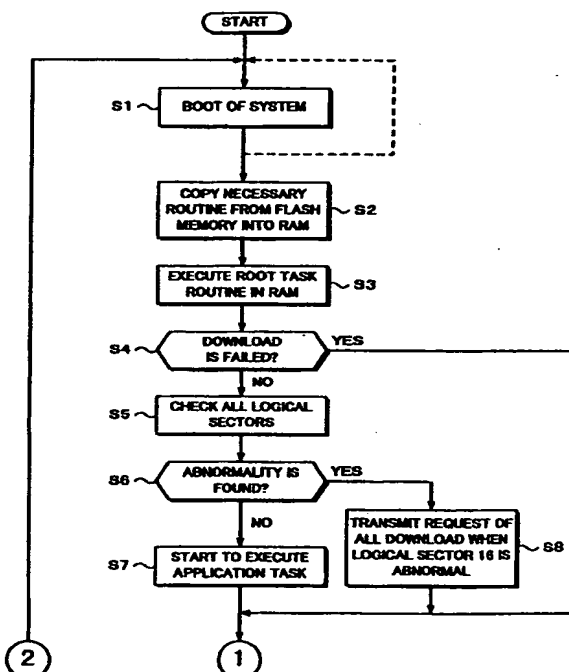 START
S1
BOOT OF SYSTEM
COPY NECESSARY
ROUTINE FROM FLASH
MEMORY INTO RAM
S2
EXECUTE ROOT TASK
ROUTINE IN RAM
S3
S4
DOWNLOAD
IS FAILED?
YES
NO
S5
CHECK ALL LOGICAL
SECTORS
S6
ABNORMALITY IS
FOUND?
YES
NO
S7
START TO EXECUTE
APPLICATION TASK
TRANSMIT REQUEST OF
ALL DOWNLOAD WHEN
LOGICAL SECTOR 16 IS
ABNORMAL
S8
2
1